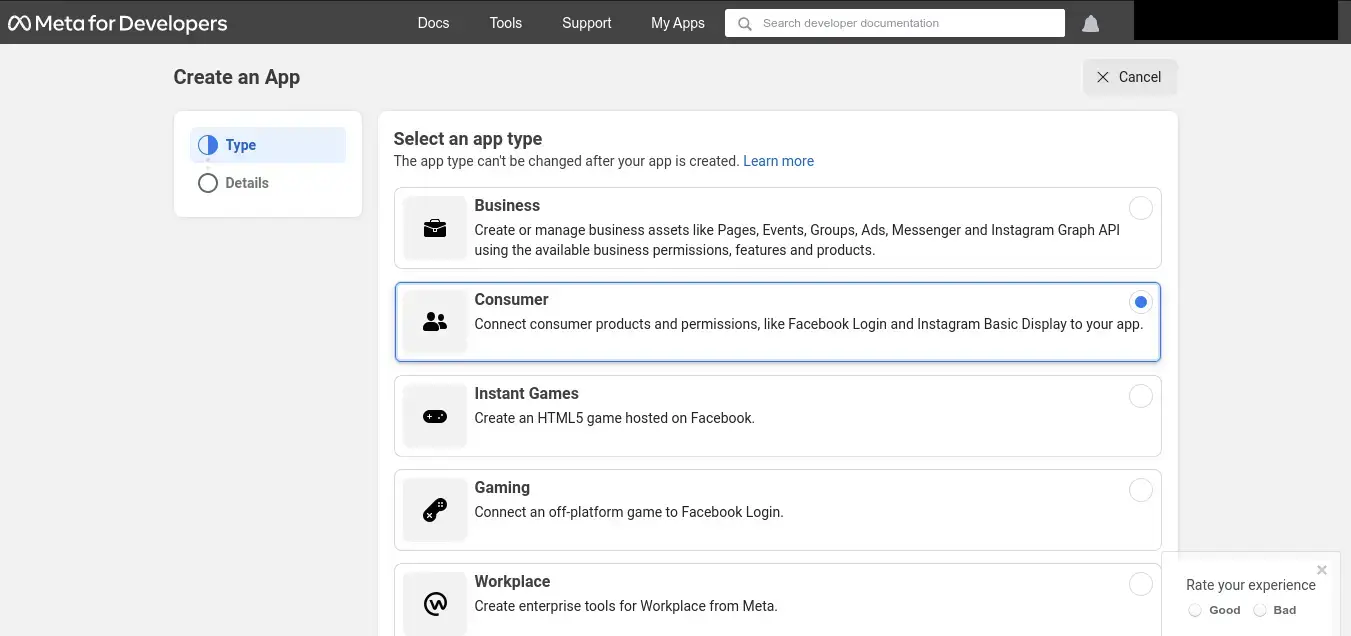 Meta for Developers
Docs
Tools
Support
My Apps
Search developer documentation
Create an App
Cancel
Type
Details
Select an app type
The app type can't be changed after your app is created. Learn more
Business
Create or manage business assets like Pages, Events, Groups, Ads, Messenger and Instagram Graph API
using the available business permissions, features and products.
Consumer
Connect consumer products and permissions, like Facebook Login and Instagram Basic Display to your app.
Instant Games
Create an HTML5 game hosted on Facebook.
Gaming
Connect an off-platform game to Facebook Login.
Workplace
Create enterprise tools for Workplace from Meta.
Rate your experience
Good
Bad